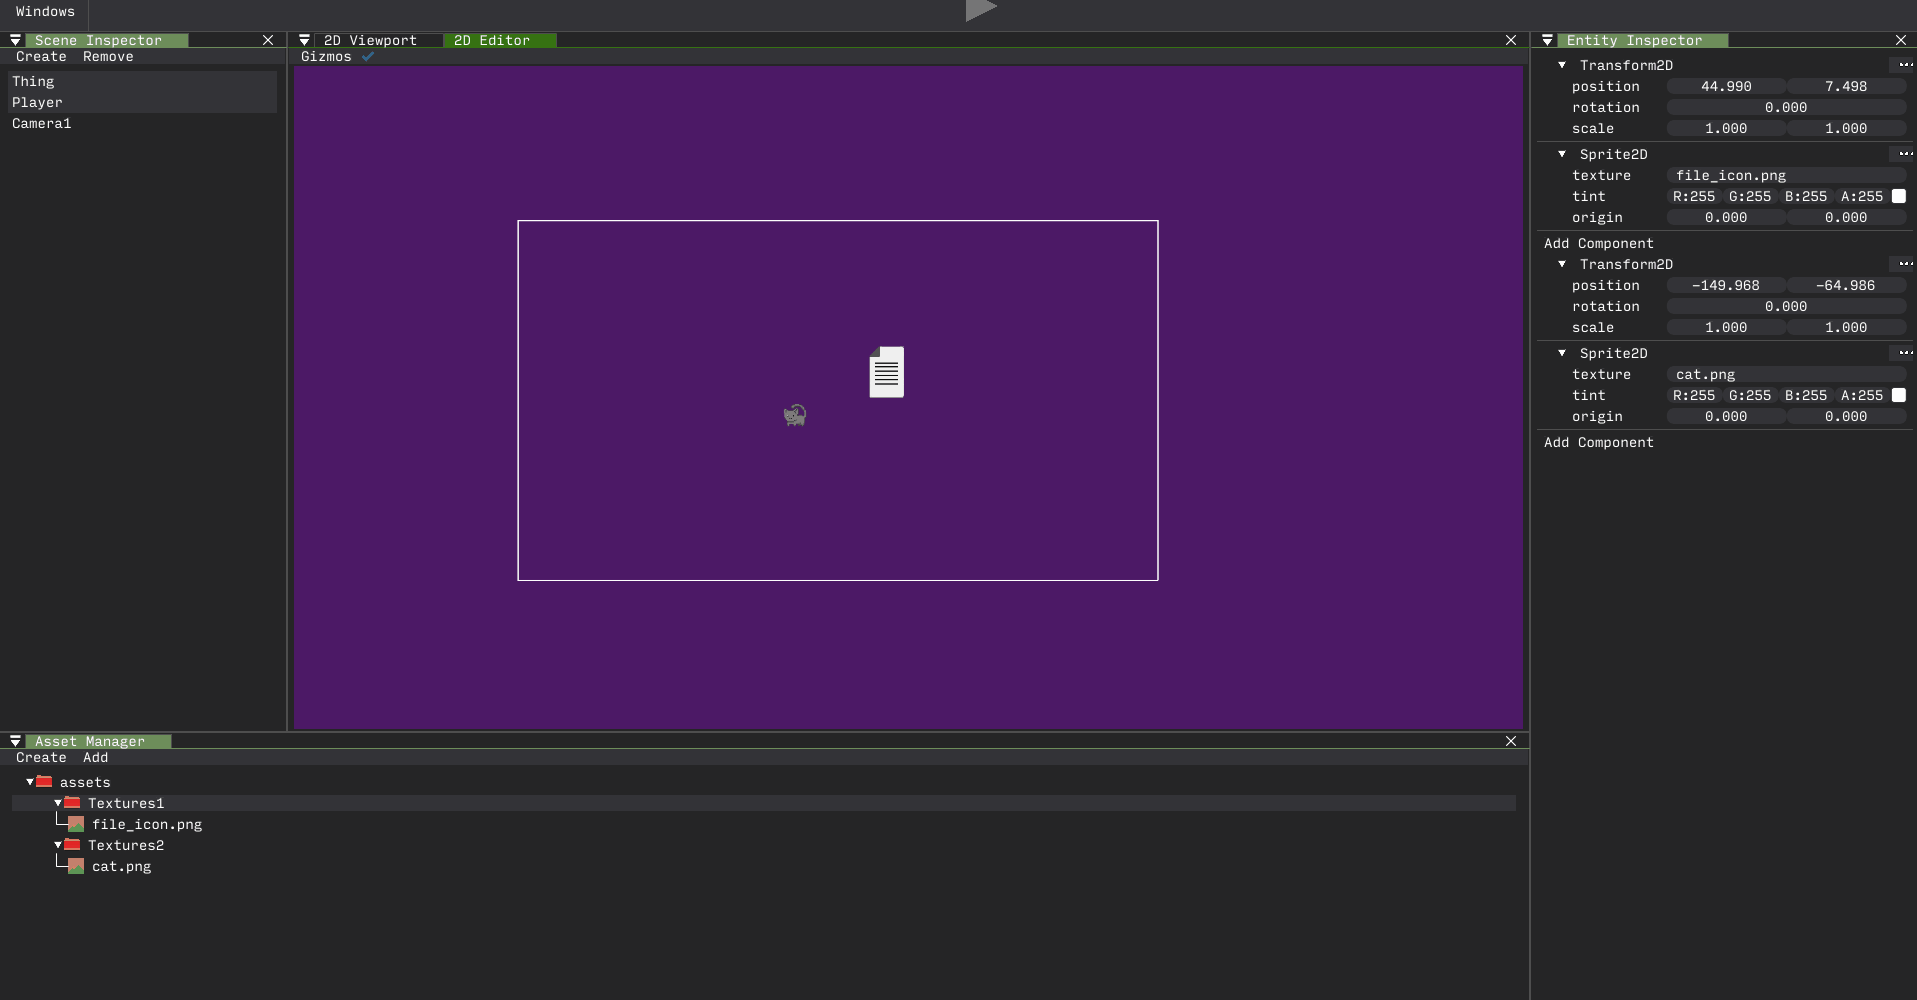 Windows
Scene Inspector
Create Remove
Thing
Player
Camera1
2D Viewport 2D Editor
Gizmos
Entity Inspector
Transform2D
position 44.990 7.498
rotation 0.000
scale 1.000 1.000
Sprite2D
texture file_icon.png
tint R:255 G:255 B:255 A:255
origin 0.000 0.000
Add Component
Transform2D
position -149.968 -64.986
rotation 0.000
scale 1.000 1.000
Sprite2D
texture cat.png
tint R:255 G:255 B:255 A:255
origin 0.000 0.000
Add Component
Asset Manager
Create Add
assets
Textures1
file_icon.png
Textures2
cat.png